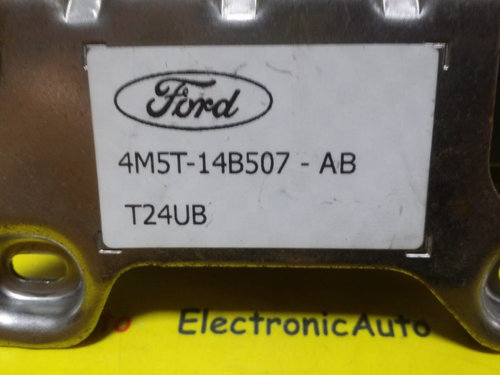 Ford
4M5T-14B507 - AB
T24UB
ElectronicAuto